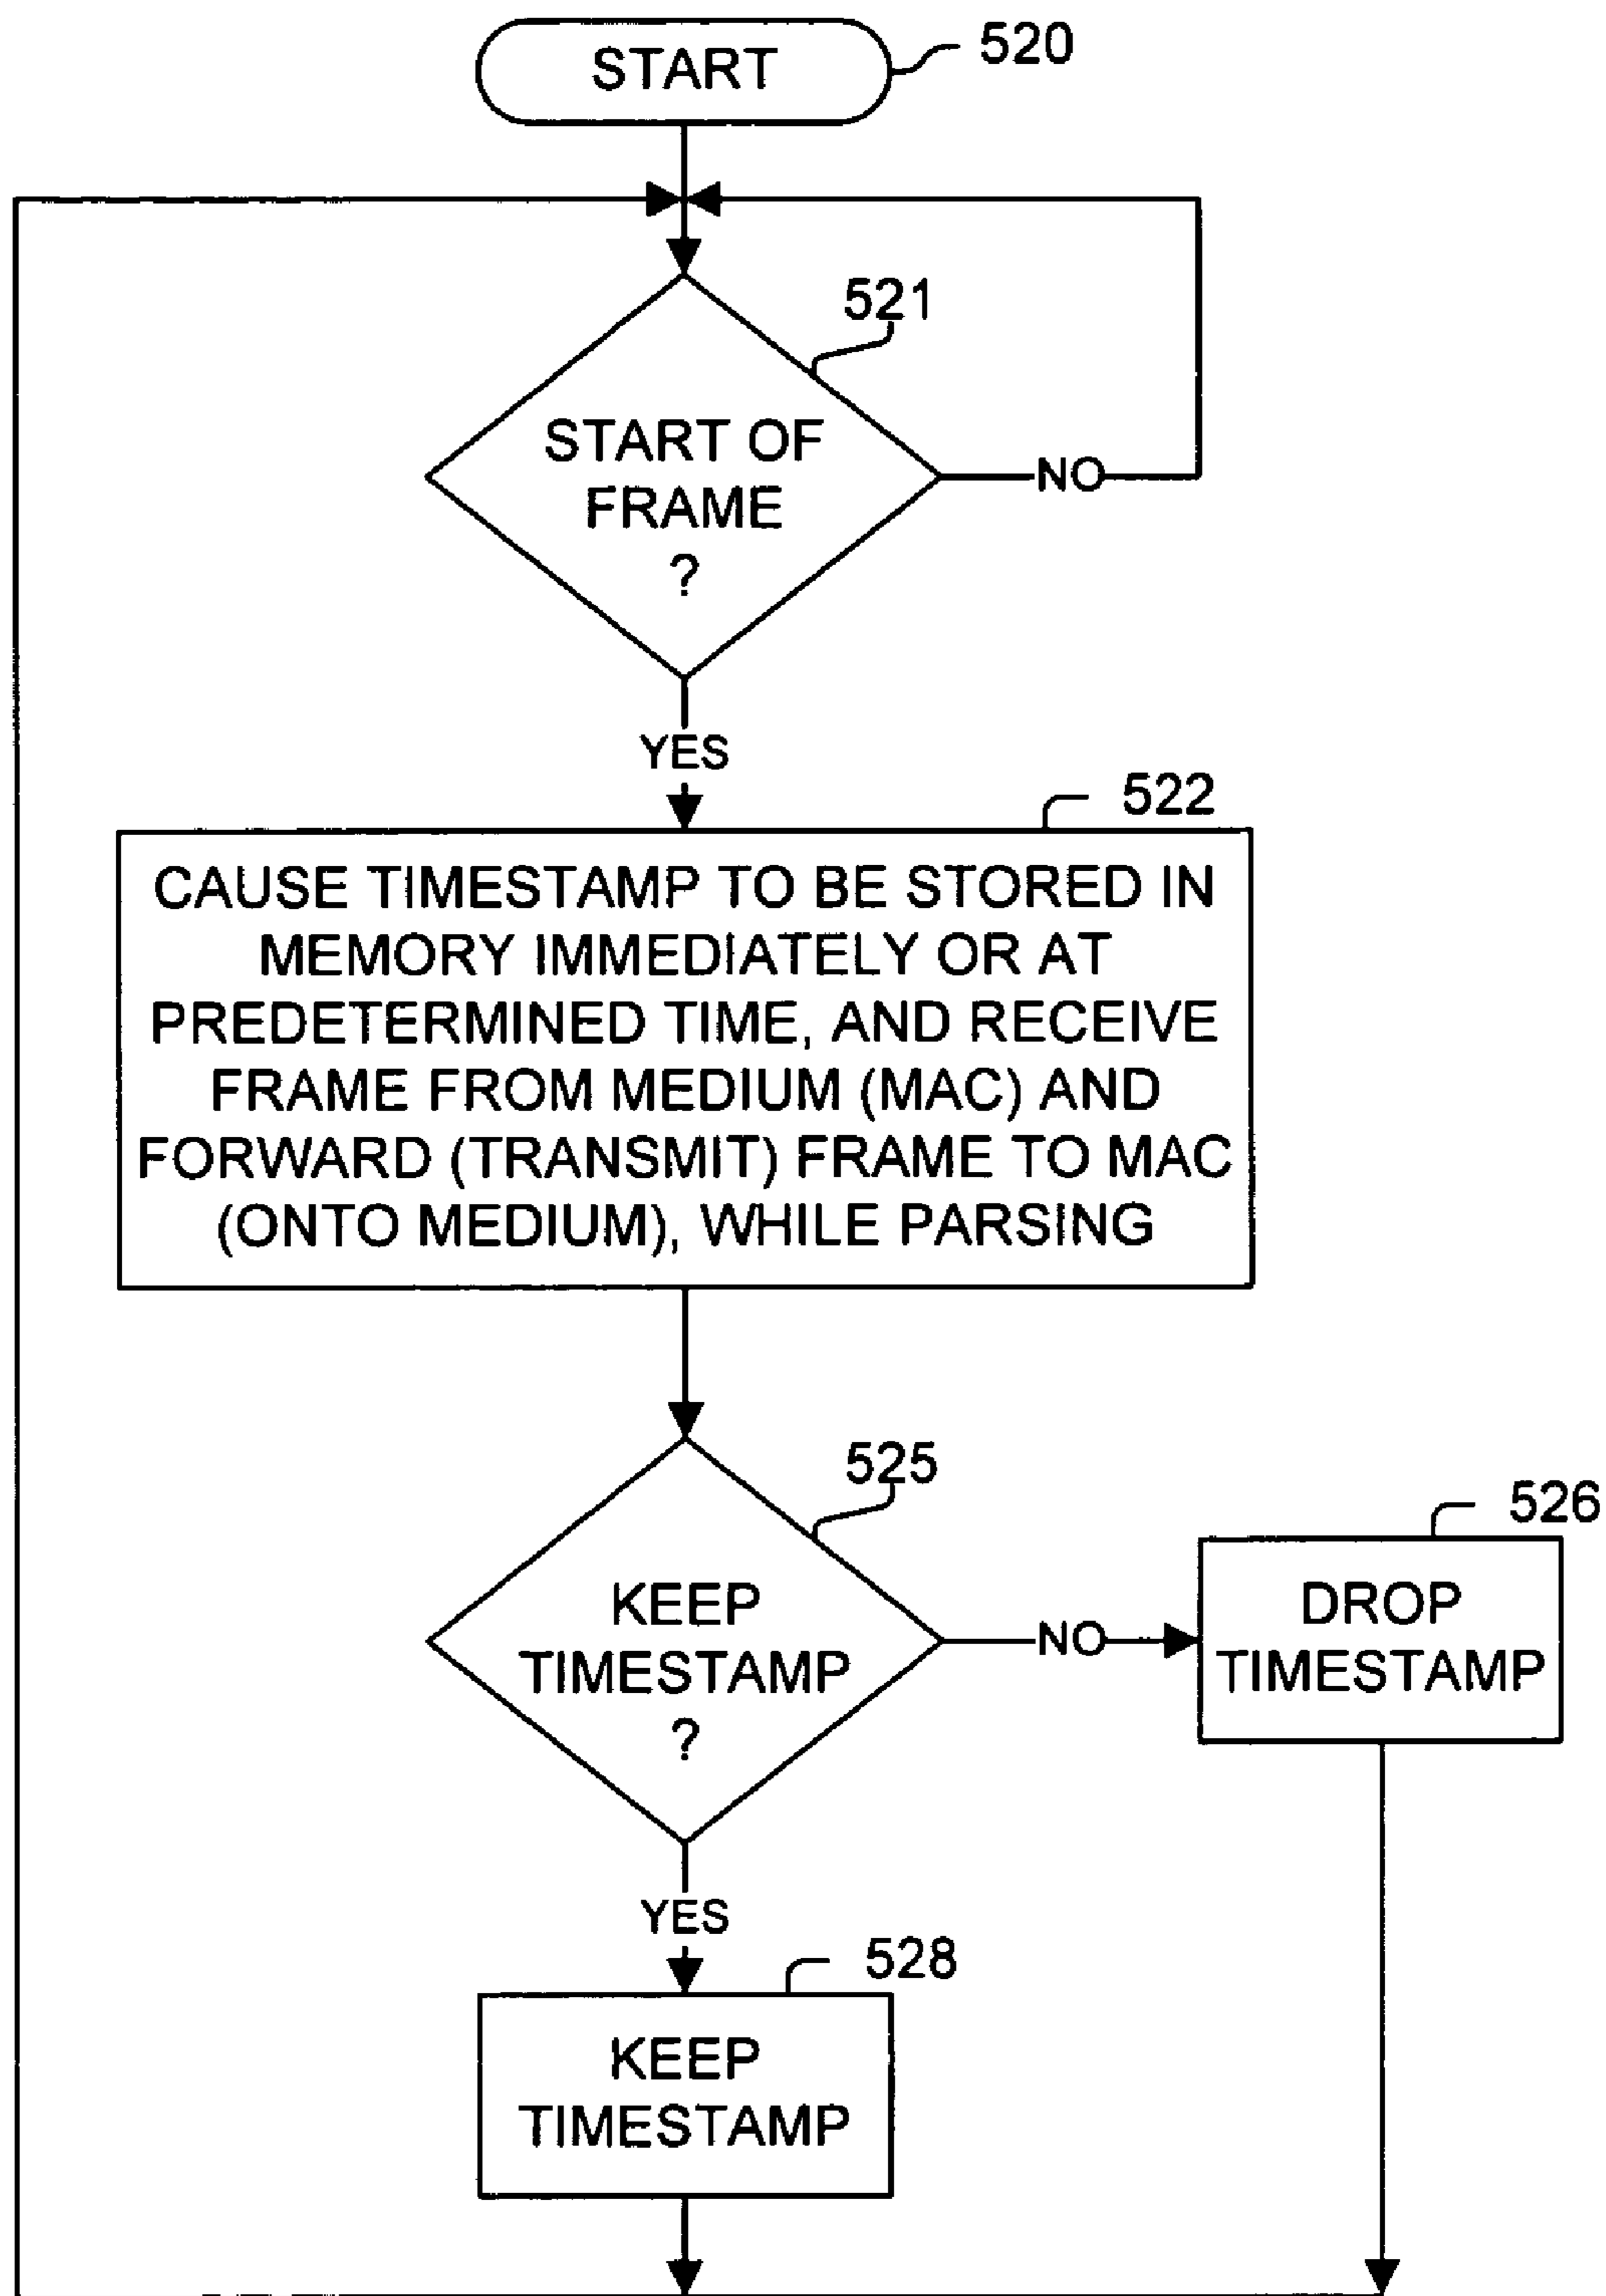 START
520
521
START OF
FRAME
?
NO
YES
522
CAUSE TIMESTAMP TO BE STORED IN
MEMORY IMMEDIATELY OR AT
PREDETERMINED TIME, AND RECEIVE
FRAME FROM MEDIUM (MAC) AND
FORWARD (TRANSMIT) FRAME TO MAC
(ONTO MEDIUM), WHILE PARSING
525
KEEP
TIMESTAMP
?
NO
526
DROP
TIMESTAMP
YES
528
KEEP
TIMESTAMP